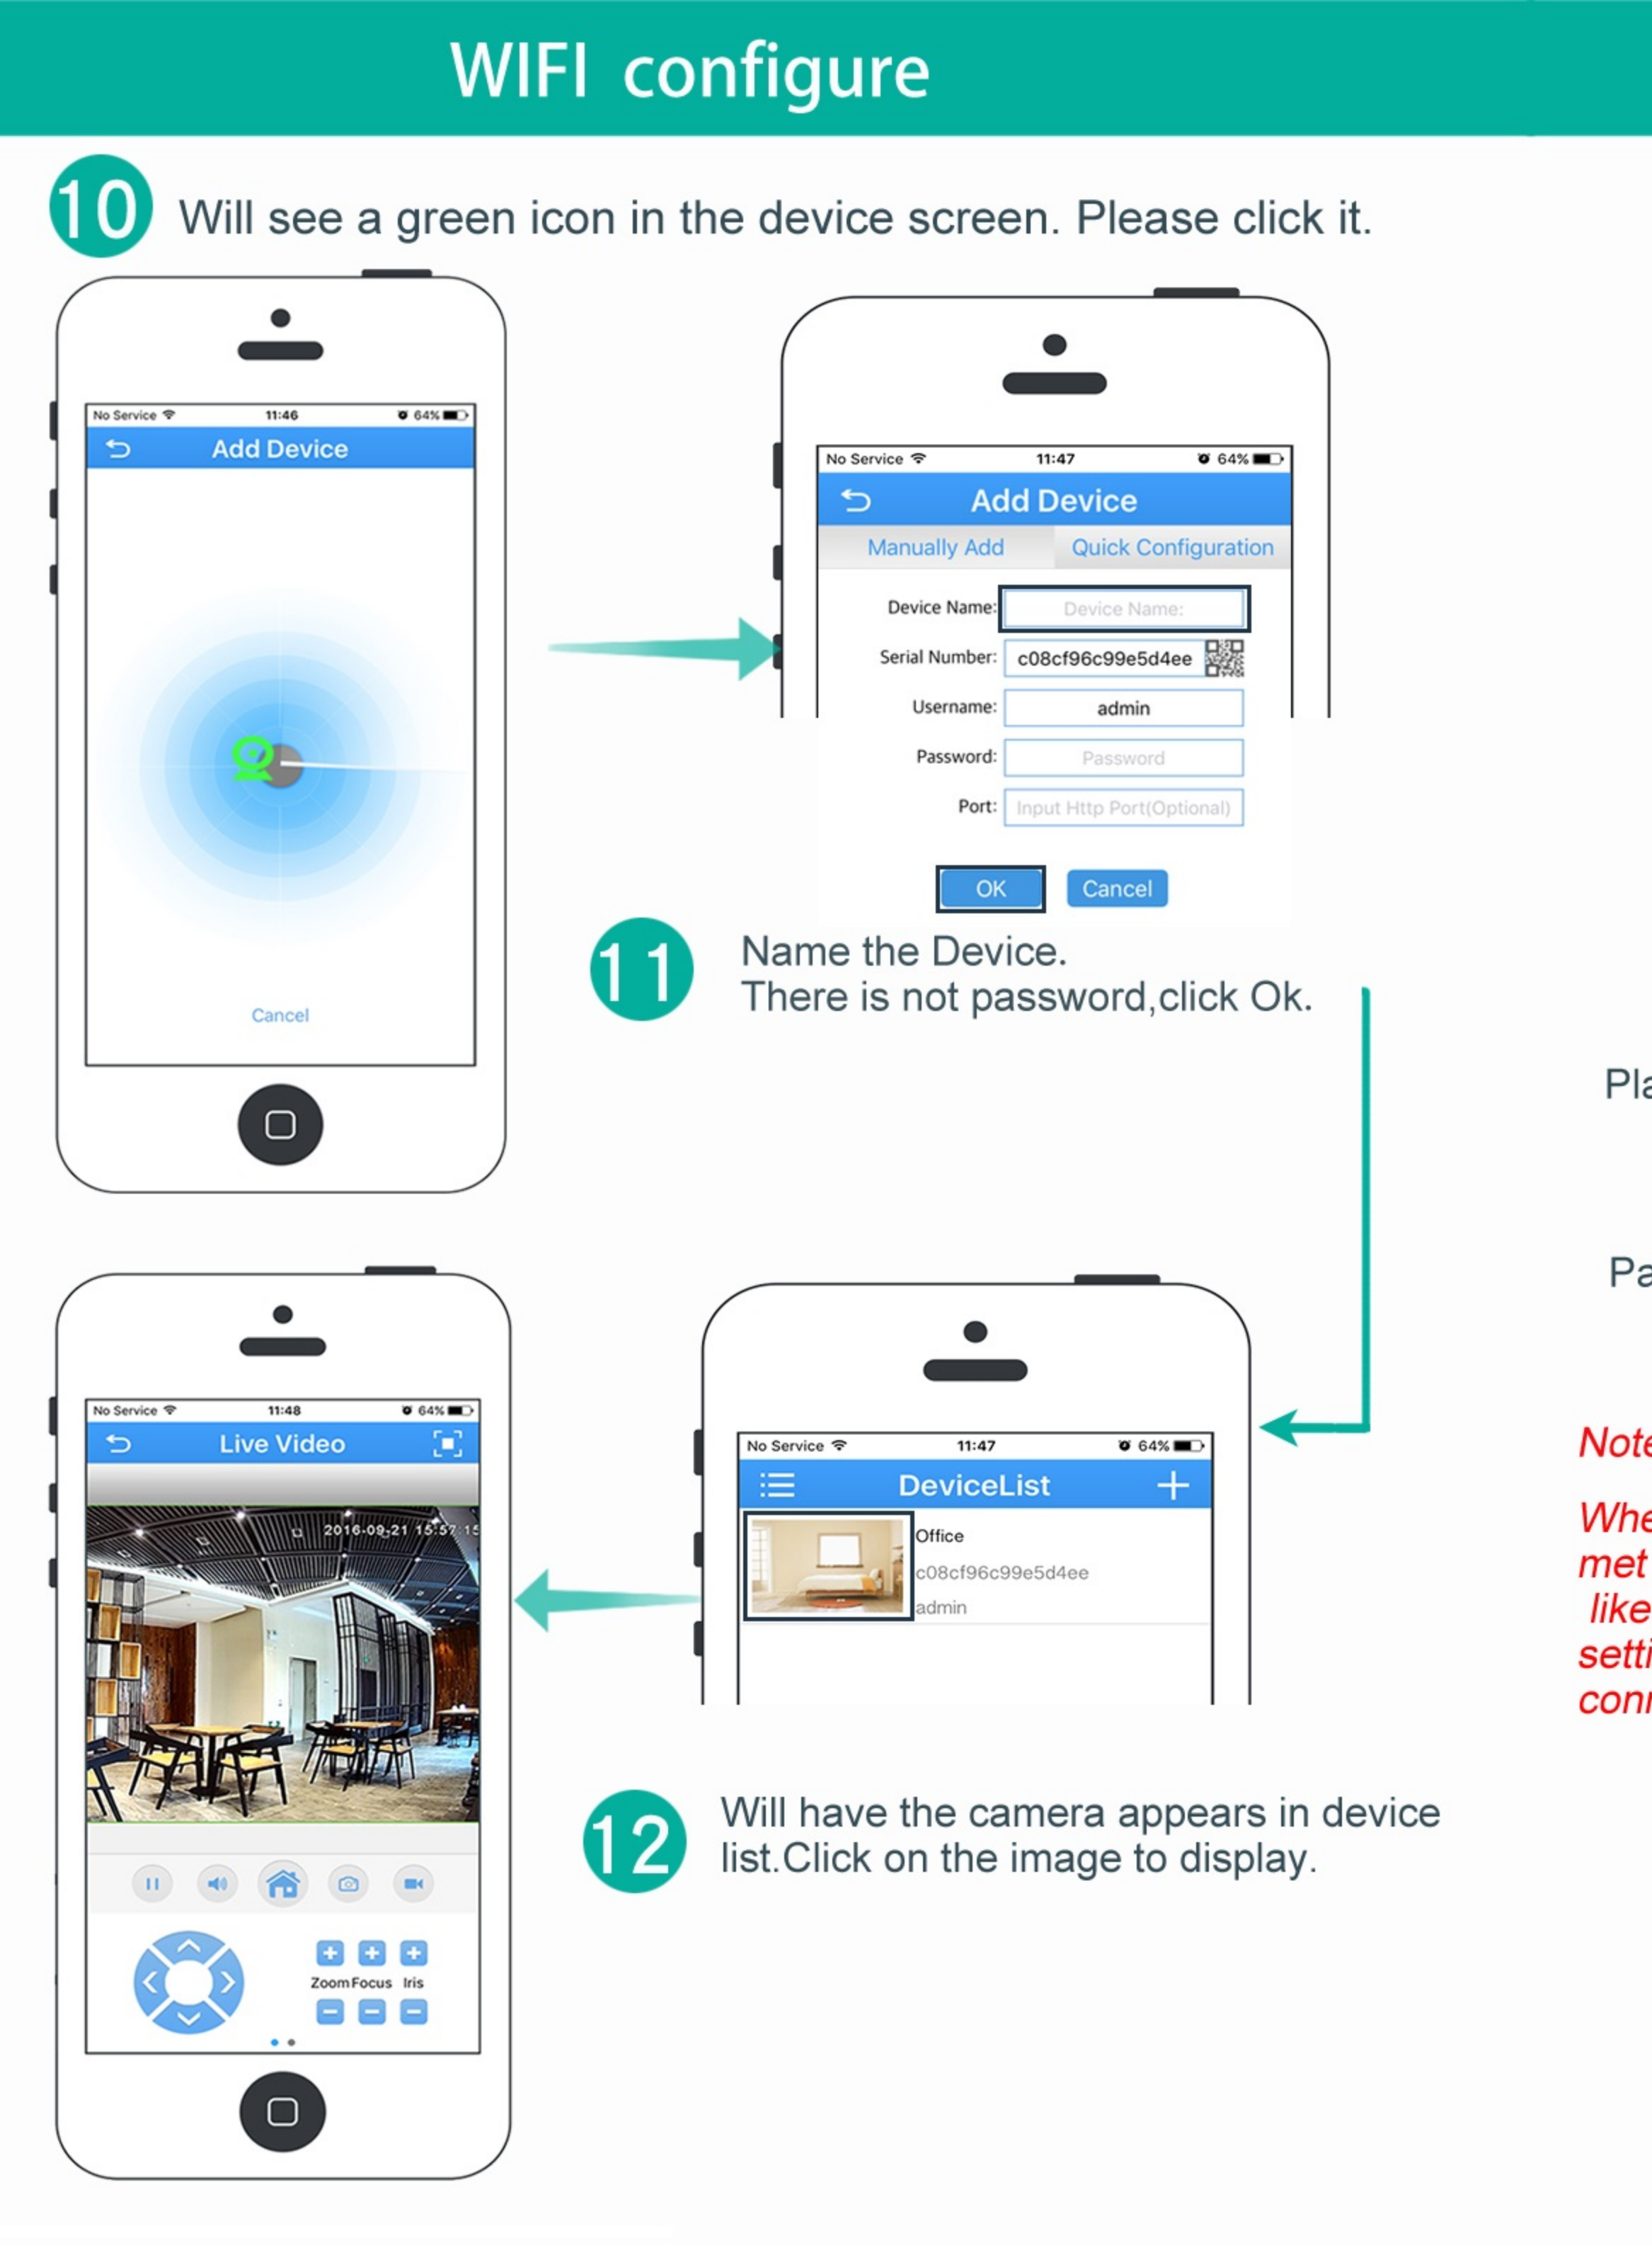 WIFI configure
10 Will see a green icon in the device screen. Please click it.
No Service 11:46 64%
Add Device
Cancel
No Service 11:47 64%
Add Device
Manually Add Quick Configuration
Device Name: Device Name:
Serial Number: c08cf96c99e5d4ee
Username: admin
Password: Password
Port: Input Http Port(Optional)
OK Cancel
11 Name the Device.
There is not password,click Ok.
No Service 11:47 64%
DeviceList
Office
c08cf96c99e5d4ee
admin
12 Will have the camera appears in device
list.Click on the image to display.
No Service 11:48 64%
Live Video
2016-09-21 15:57:15
Zoom Focus Iris
met
like